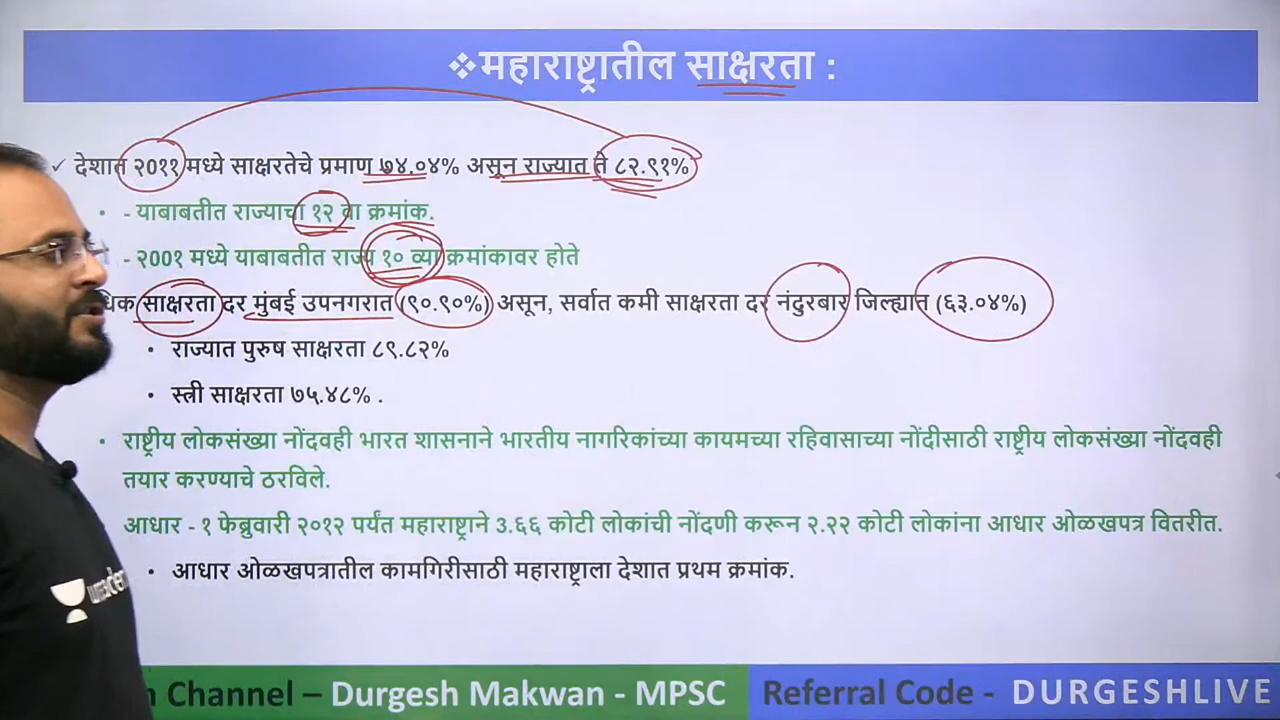 ❖महाराष्ट्रातील साक्षरता :
✓ देशात २०११ मध्ये साक्षरतेचे प्रमाण ७४.०४% असून राज्यात ते ८२.९१%
• - याबाबतीत राज्याचा १२ वा क्रमांक.
- २००१ मध्ये याबाबतीत राज्य १० व्या क्रमांकावर होते
साक्षरता दर मुंबई उपनगरात (९०.९०%) असून, सर्वात कमी साक्षरता दर नंदुरबार जिल्ह्यात (६३.०४%)
• राज्यात पुरुष साक्षरता ८९.८२%
• स्त्री साक्षरता ७५.४८% .
• राष्ट्रीय लोकसंख्या नोंदवही भारत शासनाने भारतीय नागरिकांच्या कायमच्या रहिवासाच्या नोंदीसाठी राष्ट्रीय लोकसंख्या नोंदवही
तयार करण्याचे ठरविले.
आधार - १ फेब्रुवारी २०१२ पर्यंत महाराष्ट्राने ३.६६ कोटी लोकांची नोंदणी करून २.२२ कोटी लोकांना आधार ओळखपत्र वितरीत.
• आधार ओळखपत्रातील कामगिरीसाठी महाराष्ट्राला देशात प्रथम क्रमांक.
Channel – Durgesh Makwan - MPSC
Referral Code - DURGESHLIVE